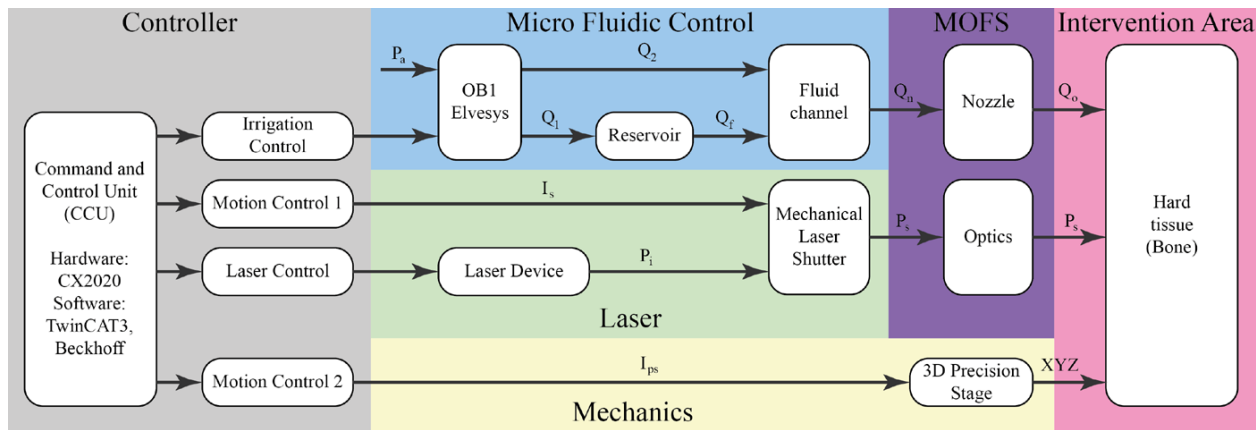 Controller
Micro Fluidic Control
MOFS
Intervention Area
Command and
Control Unit
(CCU)
Hardware:
CX2020
Software:
TwinCAT3,
Beckhoff
Irrigation
Control
Motion Control 1
Laser Control
Motion Control 2
Pa
OB1
Elvesys
Q2
Q1
Reservoir
Qf
Fluid
channel
Qn
Nozzle
Qo
Is
Laser Device
Pi
Mechanical
Laser
Shutter
Ps
Optics
Ps
Laser
Ips
3D Precision
Stage
XYZ
Mechanics
Hard
tissue
(Bone)